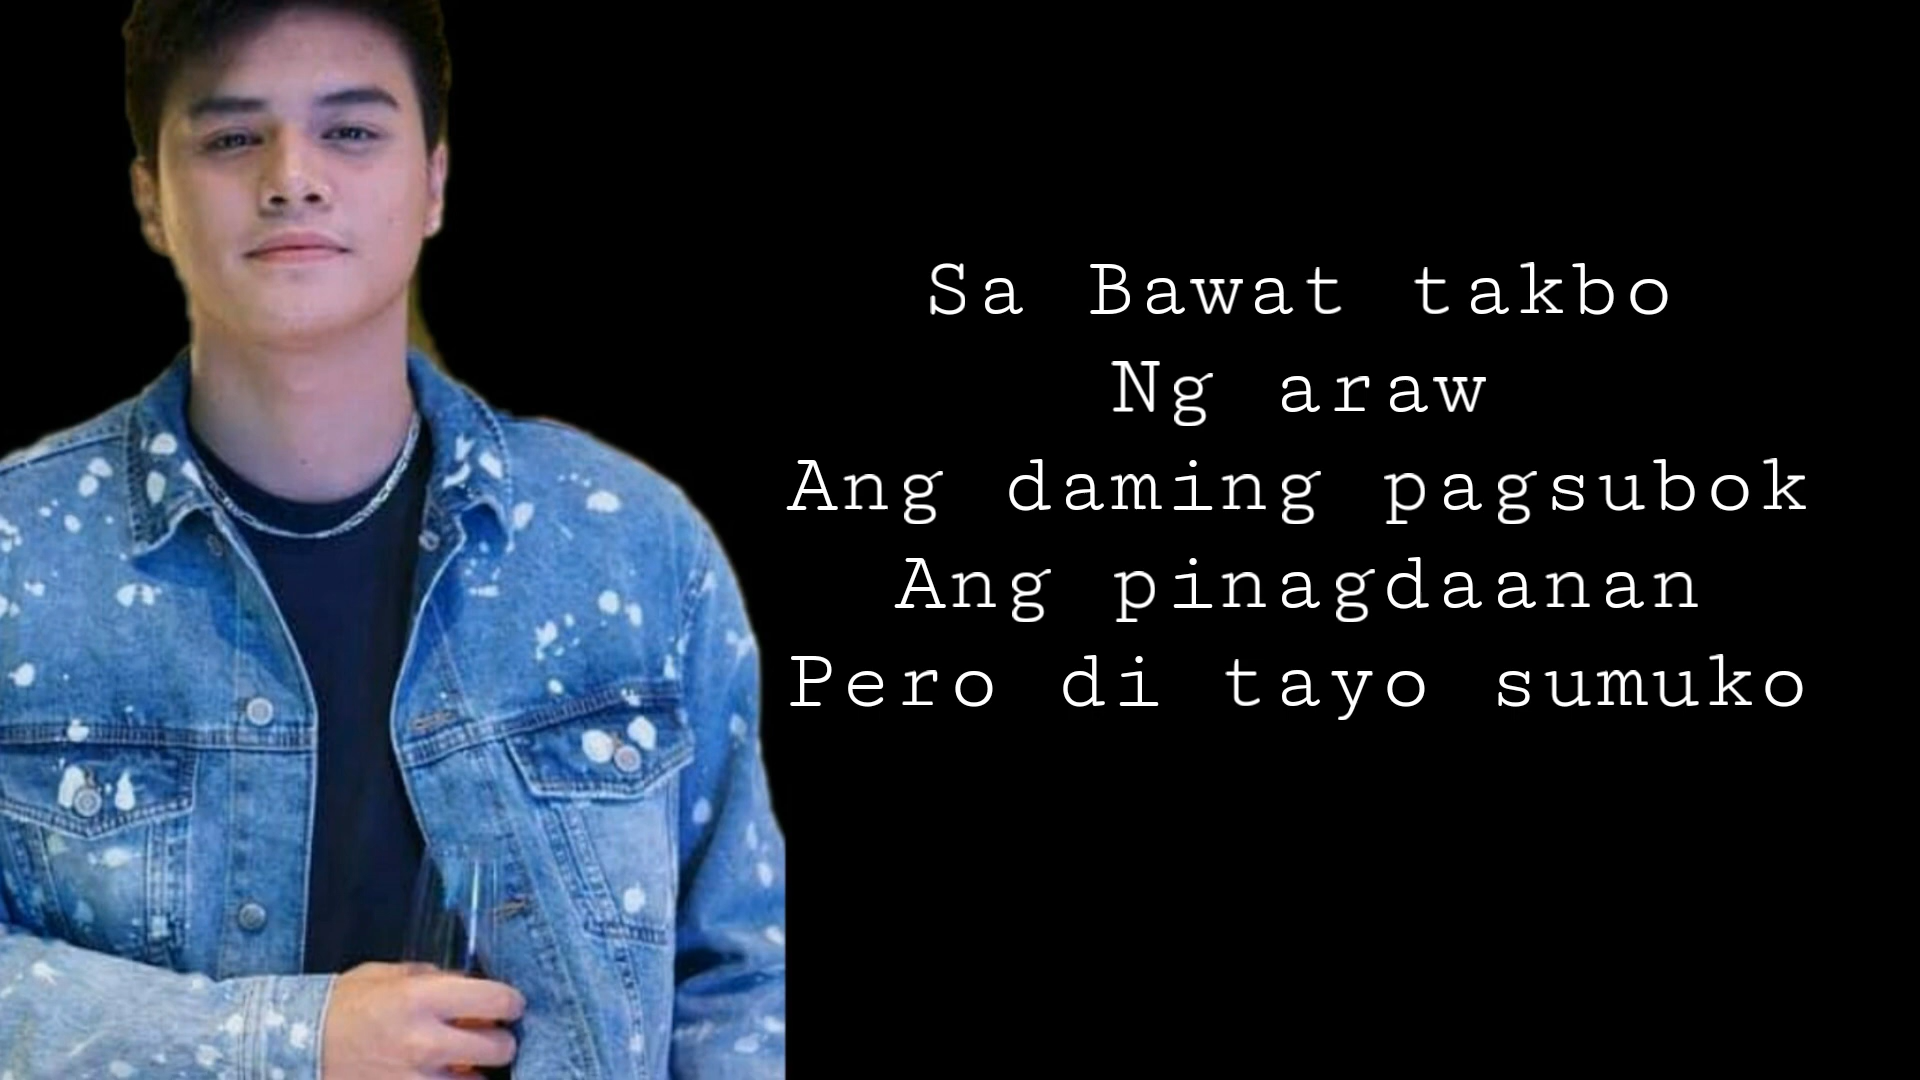 Sa Bawat takbo
Ng araw
Ang daming pagsubok
Ang pinagdaanan
Pero di tayo sumuko